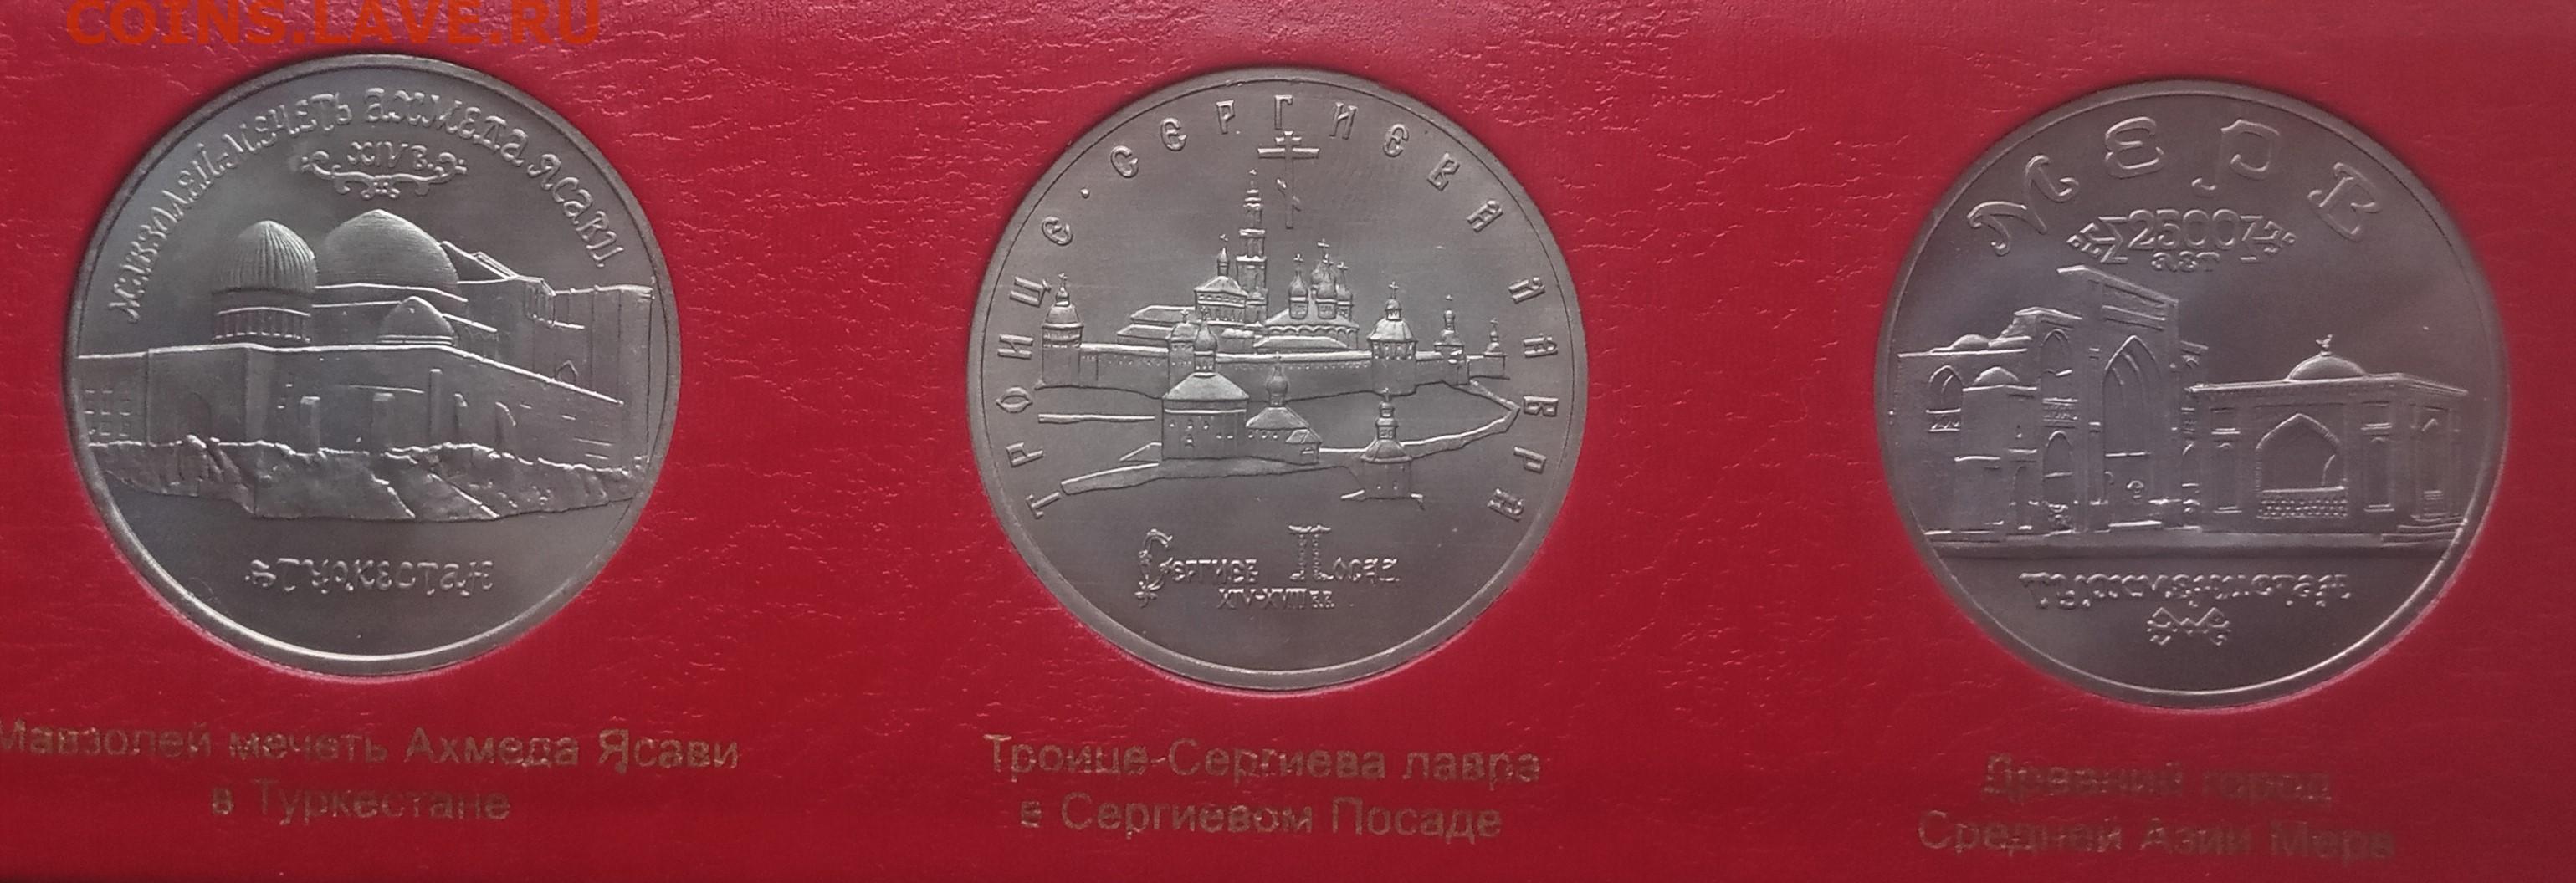 COINS.LAVE.RU
МАВЗОЛЕЙ-МЕЧЕТЬ АХМЕДА ЯСАВИ
XIV В.
Г. ТУРКЕСТАН
ТРОИЦЕ-СЕРГИЕВА ЛАВРА
СЕРГИЕВ ПОСАД
XIV-XVIII В.В.
МЕРВ
2500
ЛЕТ
ТУРКМЕНИСТАН
Мавзолей мечеть Ахмеда Ясави
в Туркестане
Троице-Сергиева лавра
в Сергиевом Посаде
Древний город
Средней Азии Мерв